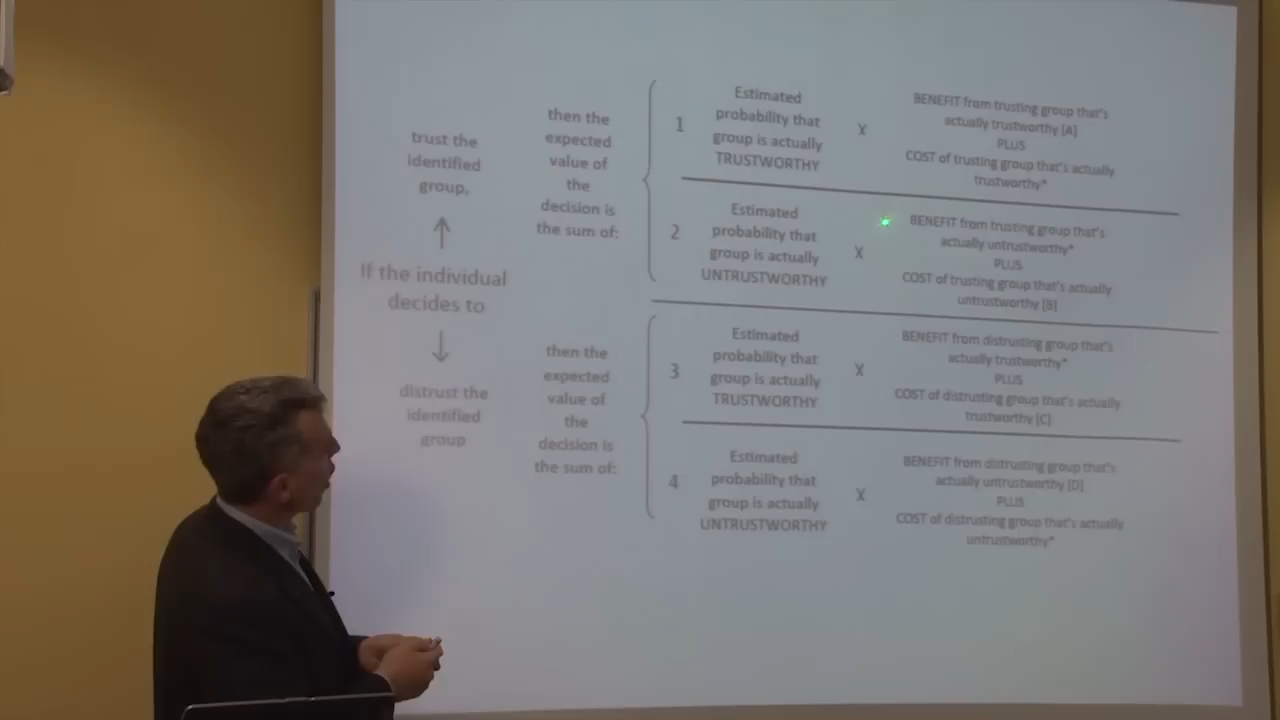 trust the
identified
group,
If the individual
decides to
distrust the
identified
group
then the
expected
value of
the
decision is
the sum of:
1
Estimated
probability that
group is actually
TRUSTWORTHY
X
BENEFIT from trusting group that's
actually trustworthy [A]
PLUS
COST of trusting group that's actually
trustworthy*
2
Estimated
probability that
group is actually
UNTRUSTWORTHY
X
BENEFIT from trusting group that's
actually untrustworthy*
PLUS
COST of trusting group that's actually
untrustworthy [B]
then the
expected
value of
the
decision is
the sum of:
3
Estimated
probability that
group is actually
TRUSTWORTHY
X
BENEFIT from distrusting group that's
actually trustworthy*
PLUS
COST of distrusting group that's actually
trustworthy [C]
4
Estimated
probability that
group is actually
UNTRUSTWORTHY
X
BENEFIT from distrusting group that's
actually untrustworthy [D]
PLUS
COST of distrusting group that's actually
untrustworthy*